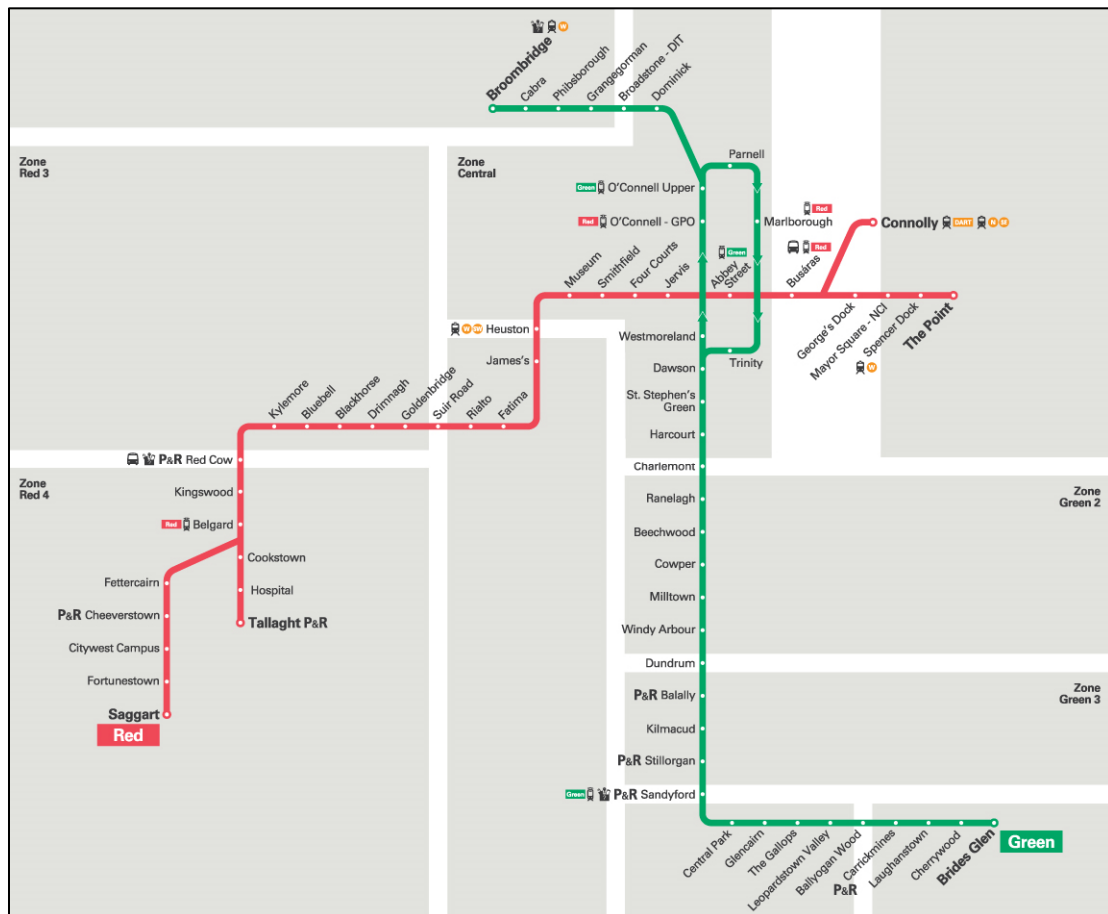 W
Broombridge
Cabra
Phibsborough
Grangegorman
Broadstone - DIT
Dominick
Zone
Red 3
Zone
Central
Parnell
Green
O'Connell Upper
Red
O'Connell - GPO
Red
Marlborough
Connolly
DART
N
M
Green
Red
Museum
Smithfield
Four Courts
Jervis
Abbey
Street
Busáras
George's Dock
Mayor Square - NCI
Spencer Dock
The Point
W
W
SW
Heuston
James's
Westmoreland
Trinity
Dawson
St. Stephen's
Green
Harcourt
Charlemont
Kylemore
Bluebell
Blackhorse
Drimnagh
Goldenbridge
Suir Road
Rialto
Fatima
P&R Red Cow
Zone
Red 4
Kingswood
Red
Belgard
Cookstown
Hospital
Tallaght P&R
Fettercairn
P&R Cheeverstown
Citywest Campus
Fortunestown
Saggart
Red
Zone
Green 2
Ranelagh
Beechwood
Cowper
Milltown
Windy Arbour
Dundrum
Zone
Green 3
P&R Balally
Kilmacud
P&R Stillorgan
Green
P&R Sandyford
Central Park
Glencairn
The Gallops
Leopardstown Valley
Ballyogan Wood
Carrickmines
P&R
Laughanstown
Cherrywood
Brides Glen
Green